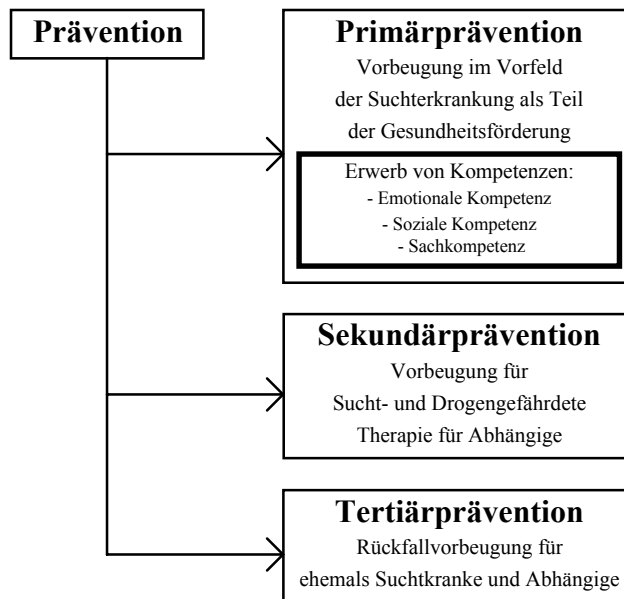 Prävention
Primärprävention
Vorbeugung im Vorfeld
der Suchterkrankung als Teil
der Gesundheitsförderung
Erwerb von Kompetenzen:
- Emotionale Kompetenz
- Soziale Kompetenz
- Sachkompetenz
Sekundärprävention
Vorbeugung für
Sucht- und Drogengefährdete
Therapie für Abhängige
Tertiärprävention
Rückfallvorbeugung für
ehemals Suchtkranke und Abhängige